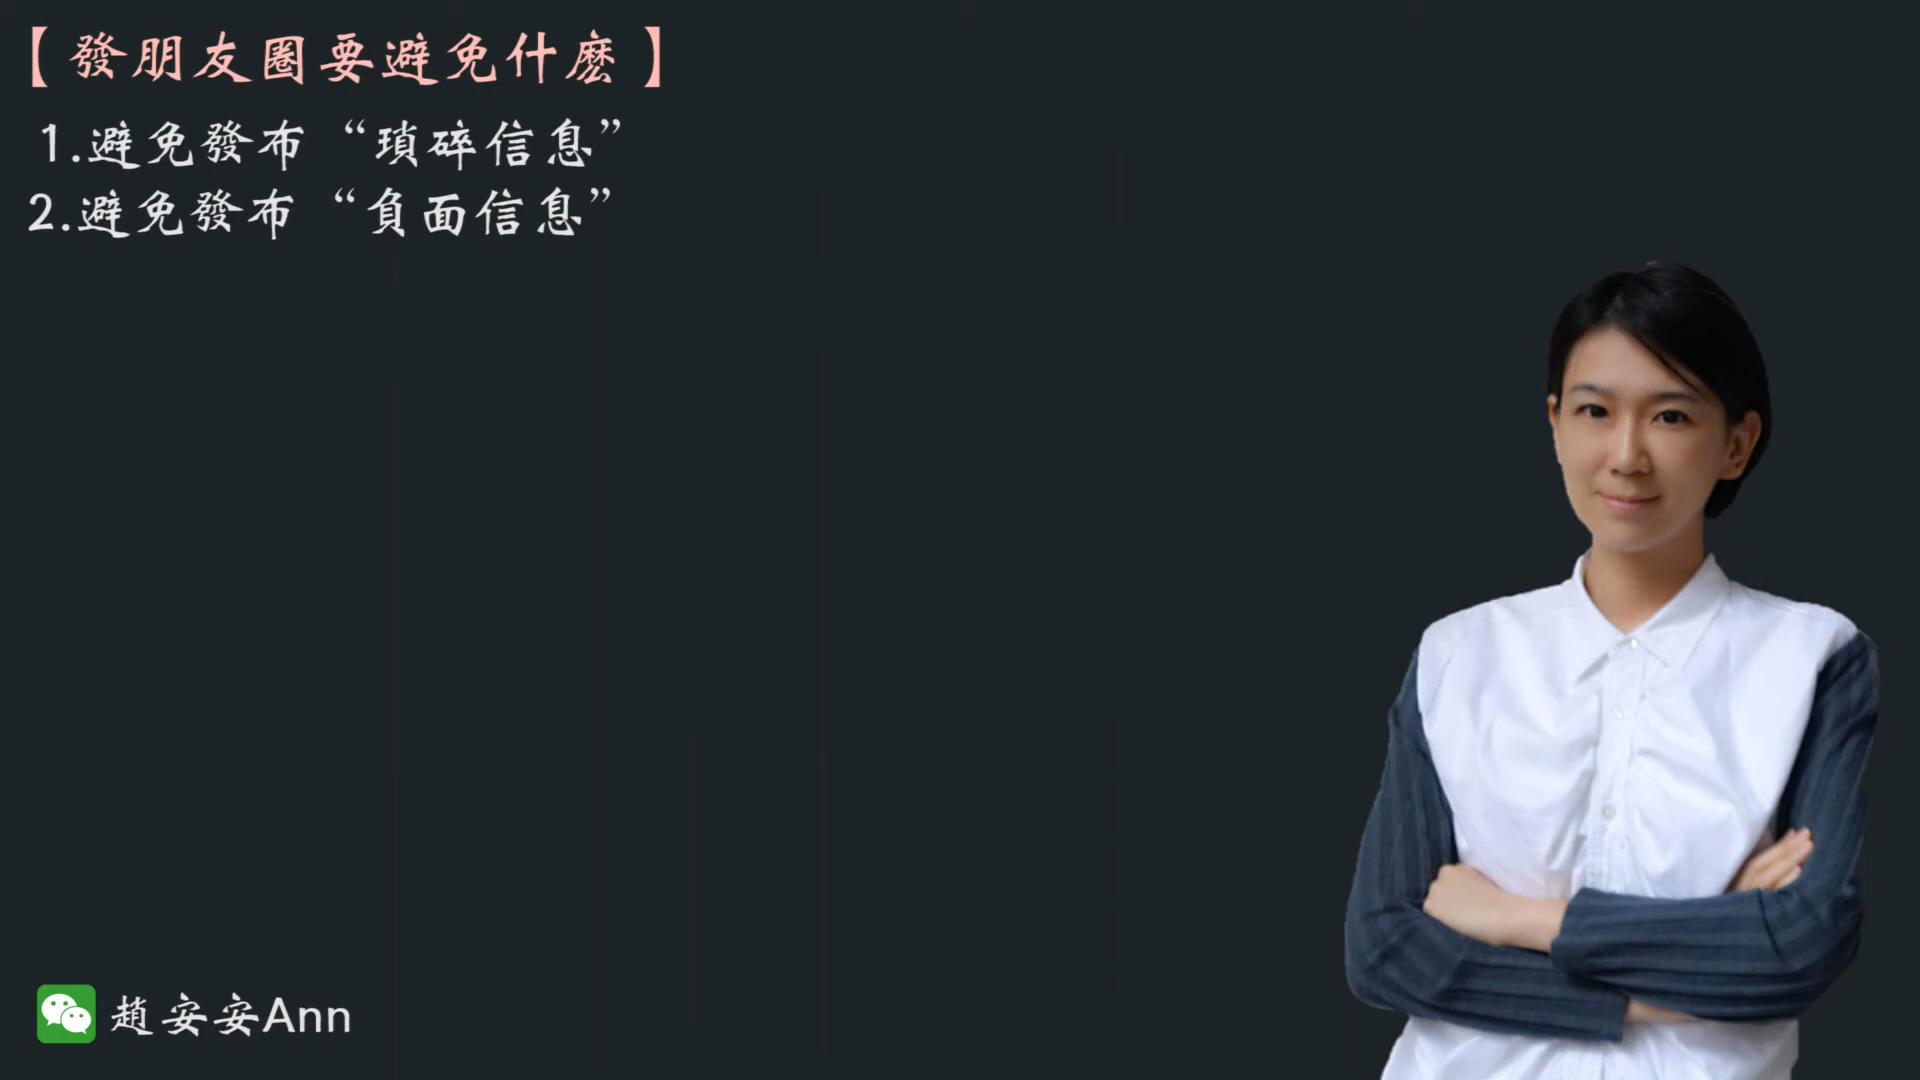 【發朋友圈要避免什麽】
1.避免發布“瑣碎信息”
2.避免發布“負面信息”
趙安安Ann